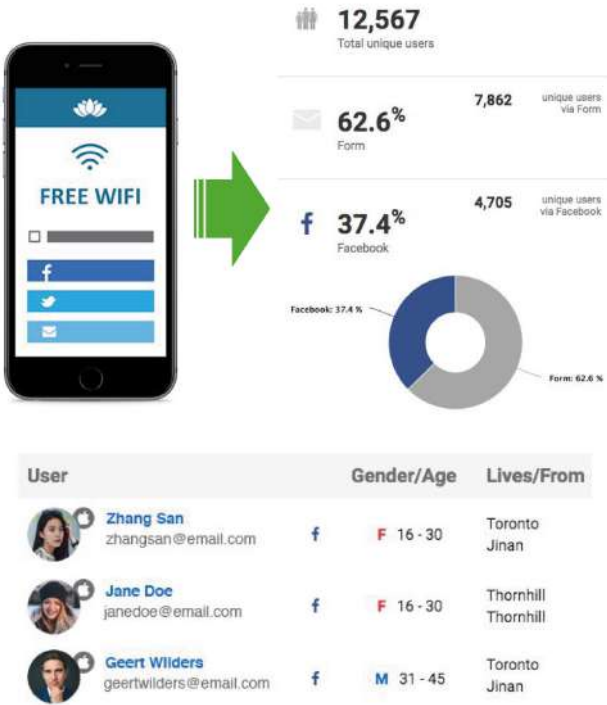 12,567
Total unique users
7,862
unique users
via Form
62.6%
Form
4,705
unique users
via Facebook
f
37.4%
Facebook
FREE WIFI
f
Facebook: 37.4 %
Form: 62.6 %
User Gender/Age Lives/From
Zhang San
zhangsan@email.com
f F 16 - 30
Toronto
Jinan
Jane Doe
janedoe@email.com
f F 16 - 30
Thornhill
Thornhill
Geert Wilders
geertwilders@email.com
f M 31 - 45
Toronto
Jinan